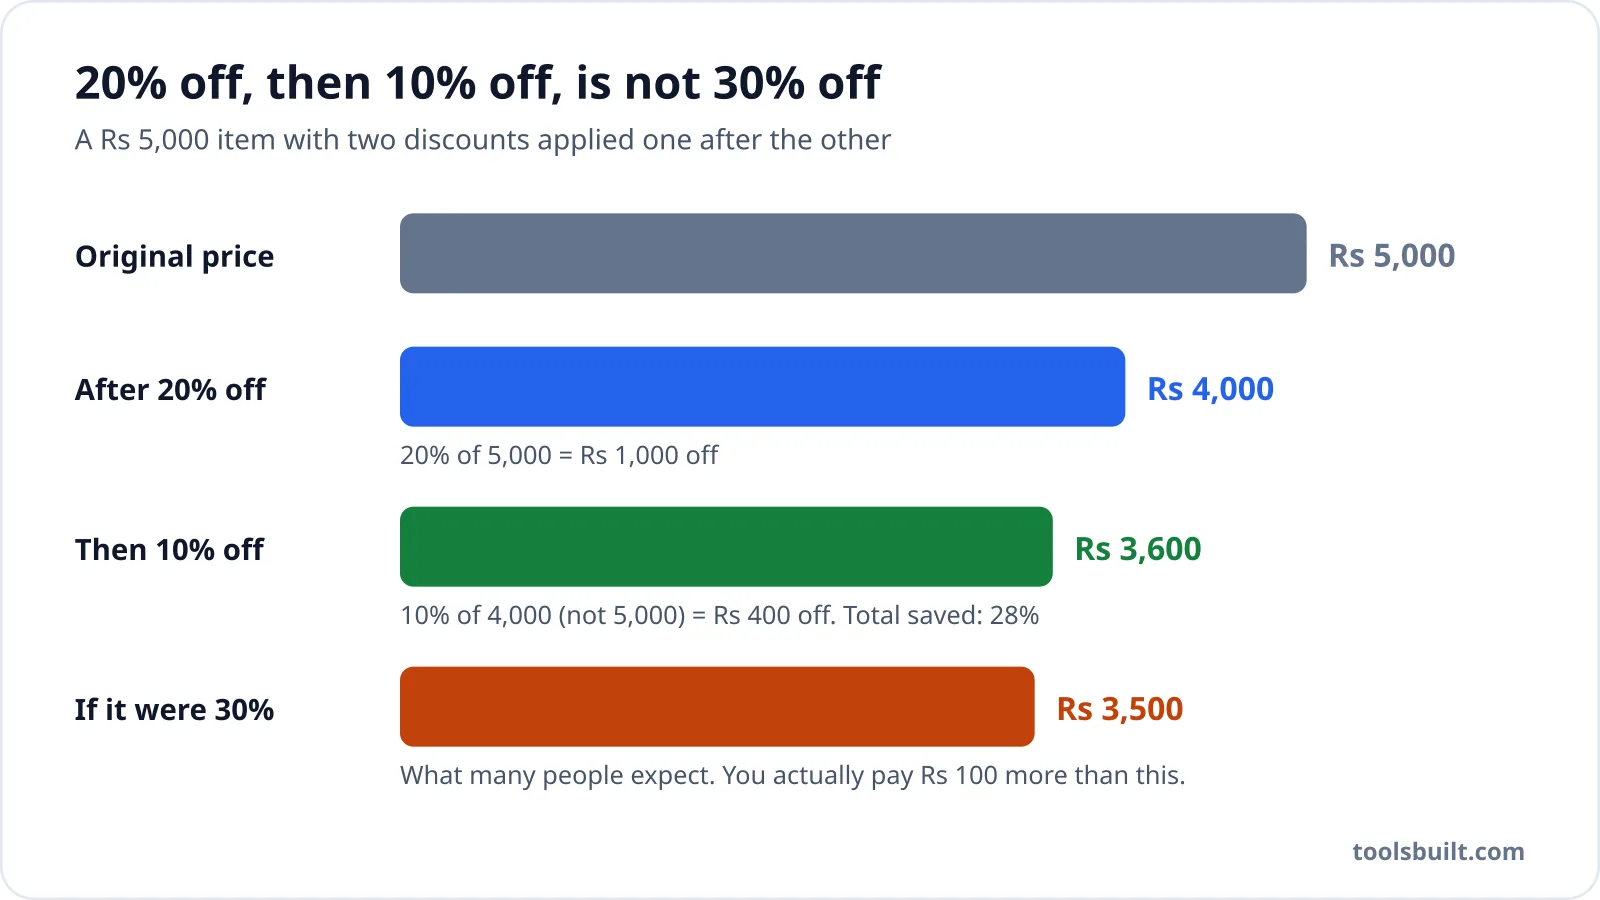 20% off, then 10% off, is not 30% off
A Rs 5,000 item with two discounts applied one after the other
Original price
Rs 5,000
After 20% off
Rs 4,000
20% of 5,000 = Rs 1,000 off
Then 10% off
Rs 3,600
10% of 4,000 (not 5,000) = Rs 400 off. Total saved: 28%
If it were 30%
Rs 3,500
What many people expect. You actually pay Rs 100 more than this.
toolsbuilt.com